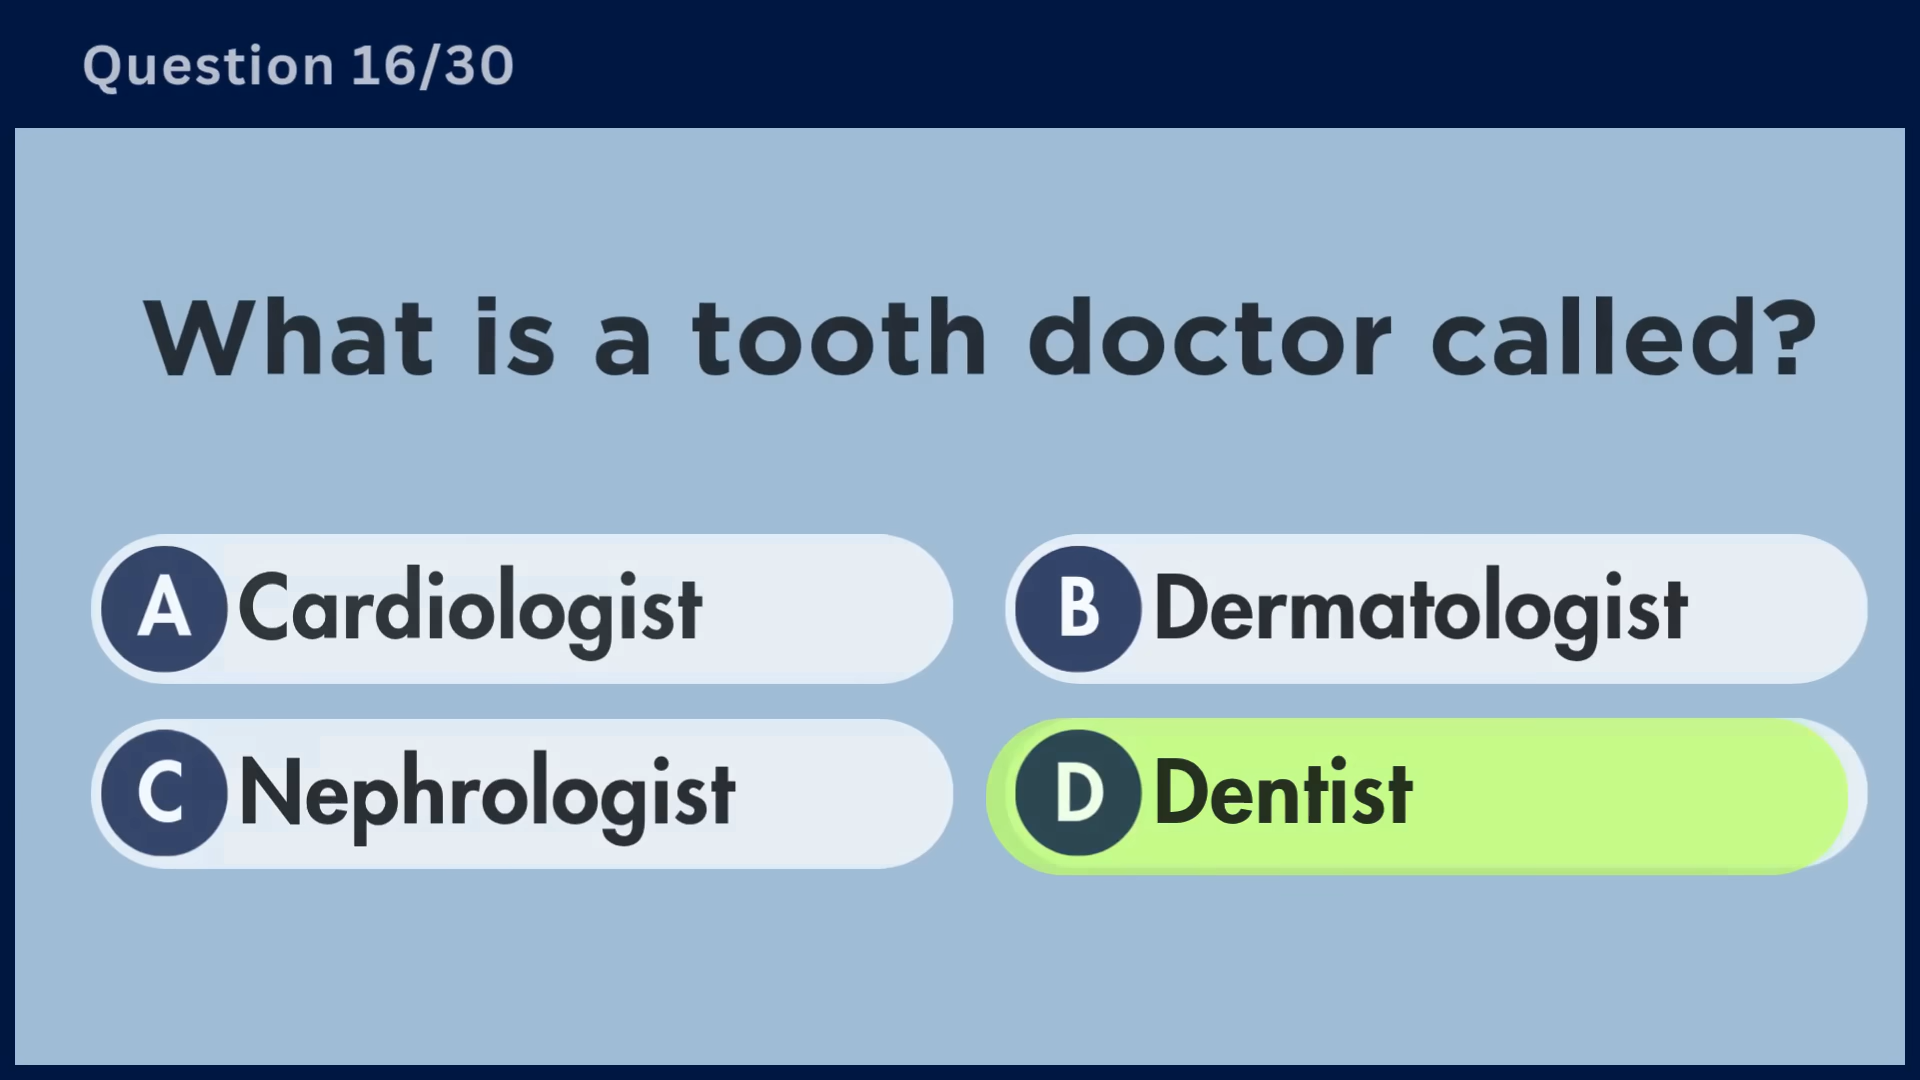 Question 16/30
What is a tooth doctor called?
A Cardiologist
B Dermatologist
C Nephrologist
D Dentist